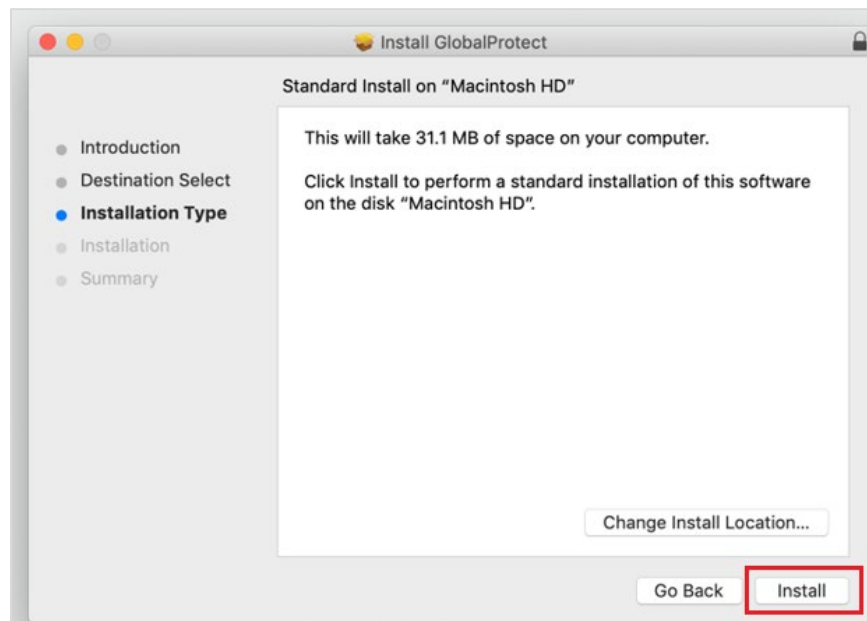 Install GlobalProtect
Standard Install on “Macintosh HD”
Introduction
Destination Select
Installation Type
Installation
Summary
This will take 31.1 MB of space on your computer.
Click Install to perform a standard installation of this software
on the disk “Macintosh HD”.
Change Install Location...
Go Back
Install